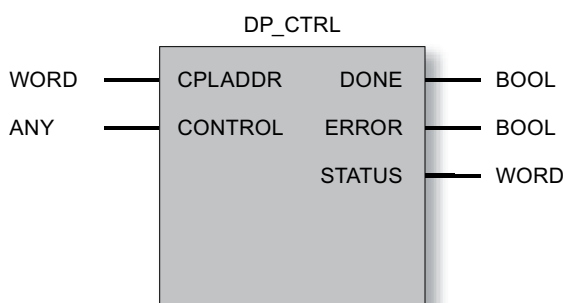 DP_CTRL
WORD CPLADDR DONE BOOL
ANY CONTROL ERROR BOOL
STATUS WORD